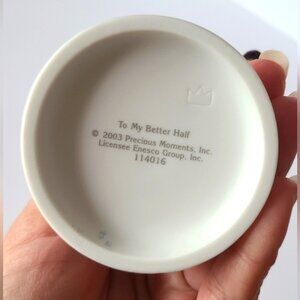 To My Better Half
© 2003 Precious Moments, Inc.
Licensee Enesco Group, Inc.
114016